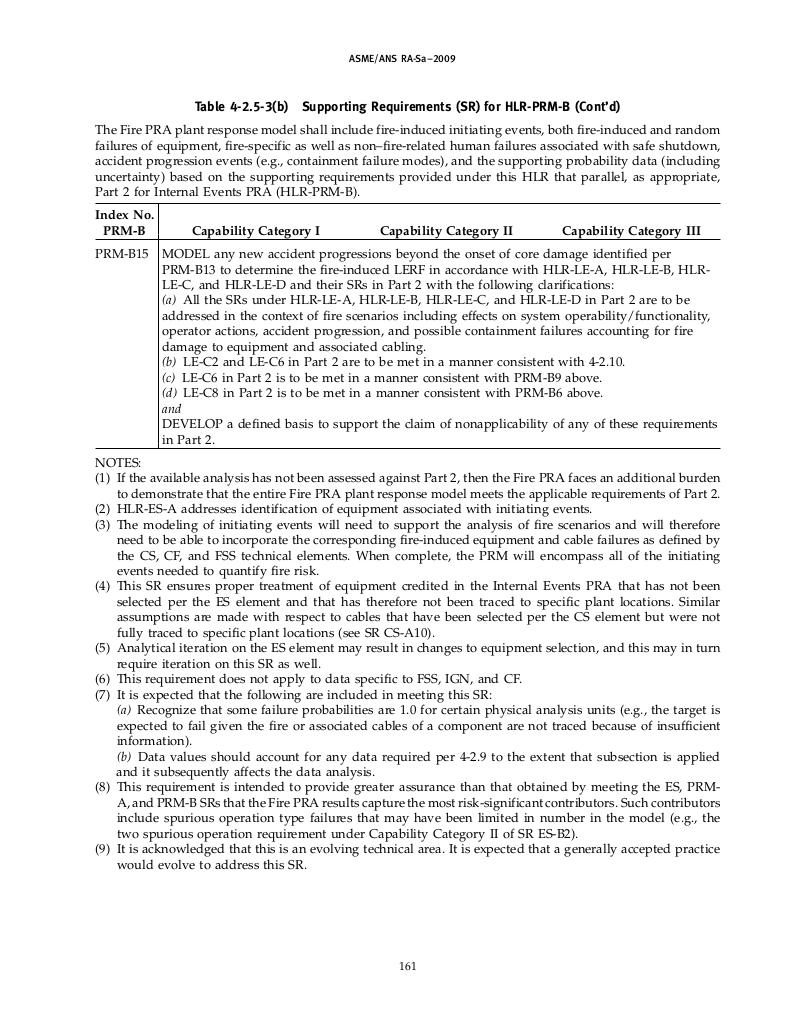 ASME/ANS RA-Sa–2009
Table 4-2.5-3(b) Supporting Requirements (SR) for HLR-PRM-B (Cont'd)
The Fire PRA plant response model shall include fire-induced initiating events, both fire-induced and random
failures of equipment, fire-specific as well as non–fire-related human failures associated with safe shutdown,
accident progression events (e.g., containment failure modes), and the supporting probability data (including
uncertainty) based on the supporting requirements provided under this HLR that parallel, as appropriate,
Part 2 for Internal Events PRA (HLR-PRM-B).
Index No.
PRM-B Capability Category I Capability Category II Capability Category III
PRM-B15 MODEL any new accident progressions beyond the onset of core damage identified per
PRM-B13 to determine the fire-induced LERF in accordance with HLR-LE-A, HLR-LE-B, HLR-
LE-C, and HLR-LE-D and their SRs in Part 2 with the following clarifications:
(a) All the SRs under HLR-LE-A, HLR-LE-B, HLR-LE-C, and HLR-LE-D in Part 2 are to be
addressed in the context of fire scenarios including effects on system operability/functionality,
operator actions, accident progression, and possible containment failures accounting for fire
damage to equipment and associated cabling.
(b) LE-C2 and LE-C6 in Part 2 are to be met in a manner consistent with 4-2.10.
(c) LE-C6 in Part 2 is to be met in a manner consistent with PRM-B9 above.
(d) LE-C8 in Part 2 is to be met in a manner consistent with PRM-B6 above.
and
DEVELOP a defined basis to support the claim of nonapplicability of any of these requirements
in Part 2.
NOTES:
(1) If the available analysis has not been assessed against Part 2, then the Fire PRA faces an additional burden
to demonstrate that the entire Fire PRA plant response model meets the applicable requirements of Part 2.
(2) HLR-ES-A addresses identification of equipment associated with initiating events.
(3) The modeling of initiating events will need to support the analysis of fire scenarios and will therefore
need to be able to incorporate the corresponding fire-induced equipment and cable failures as defined by
the CS, CF, and FSS technical elements. When complete, the PRM will encompass all of the initiating
events needed to quantify fire risk.
(4) This SR ensures proper treatment of equipment credited in the Internal Events PRA that has not been
selected per the ES element and that has therefore not been traced to specific plant locations. Similar
assumptions are made with respect to cables that have been selected per the CS element but were not
fully traced to specific plant locations (see SR CS-A10).
(5) Analytical iteration on the ES element may result in changes to equipment selection, and this may in turn
require iteration on this SR as well.
(6) This requirement does not apply to data specific to FSS, IGN, and CF.
(7) It is expected that the following are included in meeting this SR:
(a) Recognize that some failure probabilities are 1.0 for certain physical analysis units (e.g., the target is
expected to fail given the fire or associated cables of a component are not traced because of insufficient
information).
(b) Data values should account for any data required per 4-2.9 to the extent that subsection is applied
and it subsequently affects the data analysis.
(8) This requirement is intended to provide greater assurance than that obtained by meeting the ES, PRM-
A, and PRM-B SRs that the Fire PRA results capture the most risk-significant contributors. Such contributors
include spurious operation type failures that may have been limited in number in the model (e.g., the
two spurious operation requirement under Capability Category II of SR ES-B2).
(9) It is acknowledged that this is an evolving technical area. It is expected that a generally accepted practice
would evolve to address this SR.
161